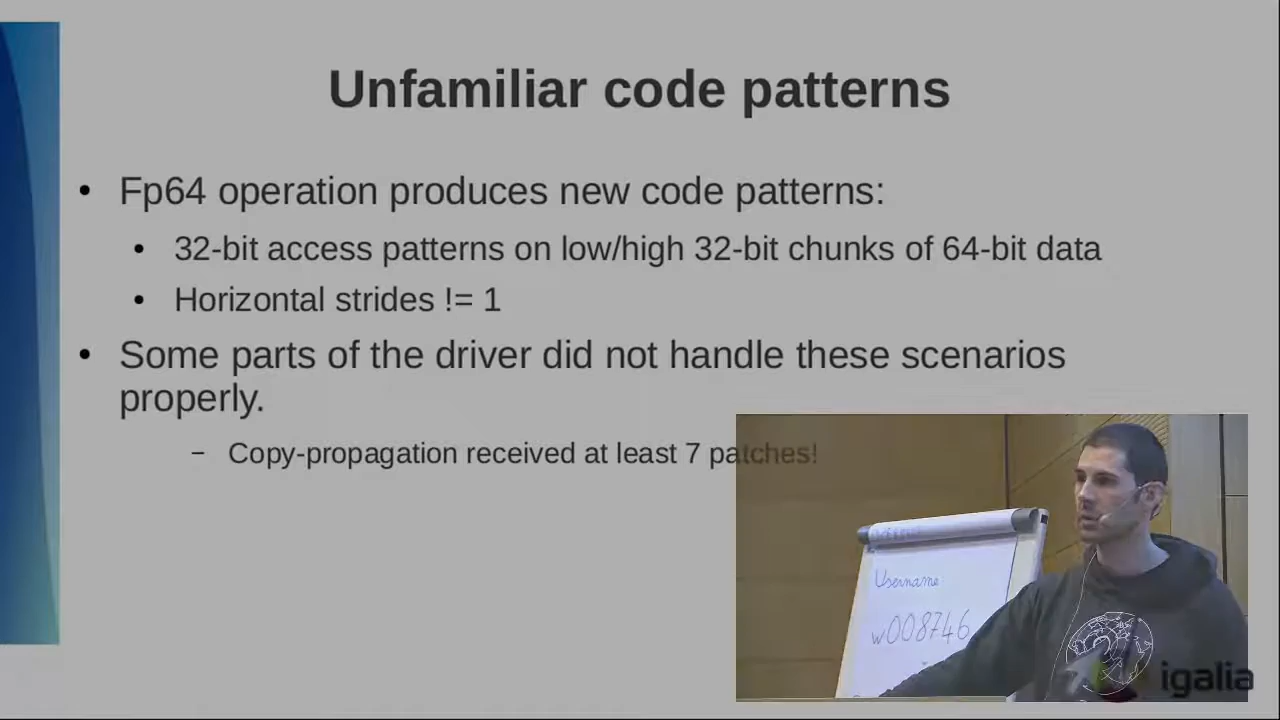 Unfamiliar code patterns
• Fp64 operation produces new code patterns:
• 32-bit access patterns on low/high 32-bit chunks of 64-bit data
• Horizontal strides != 1
• Some parts of the driver did not handle these scenarios
properly.
– Copy-propagation received at least 7 patches!
Username
w008746
igalia